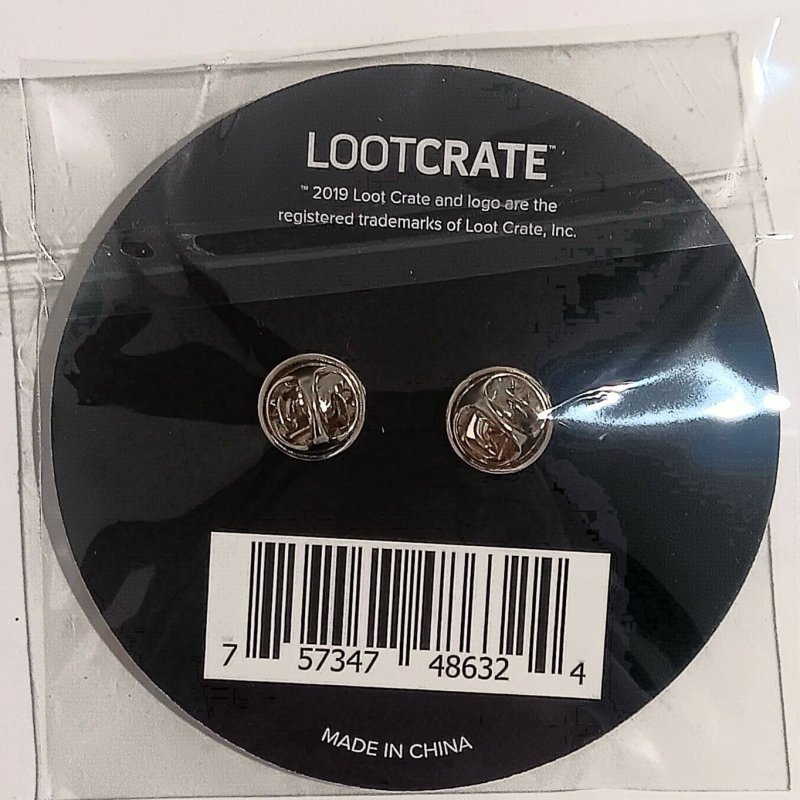 LOOTCRATE™
™ 2019 Loot Crate and logo are the
registered trademarks of Loot Crate, Inc.
7 57347 48632 4
MADE IN CHINA